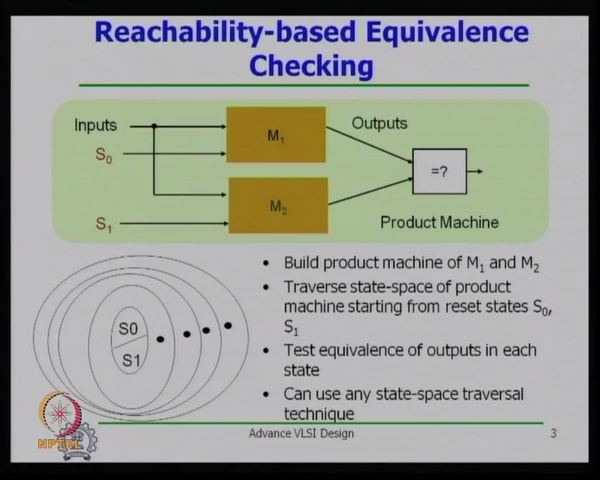 Reachability-based Equivalence
Checking
Inputs
S0
S1
M1
M2
Outputs
=?
Product Machine
S0
S1
• Build product machine of M1 and M2
• Traverse state-space of product
machine starting from reset states S0,
S1
• Test equivalence of outputs in each
state
• Can use any state-space traversal
technique
NPTEL
Advance VLSI Design
3